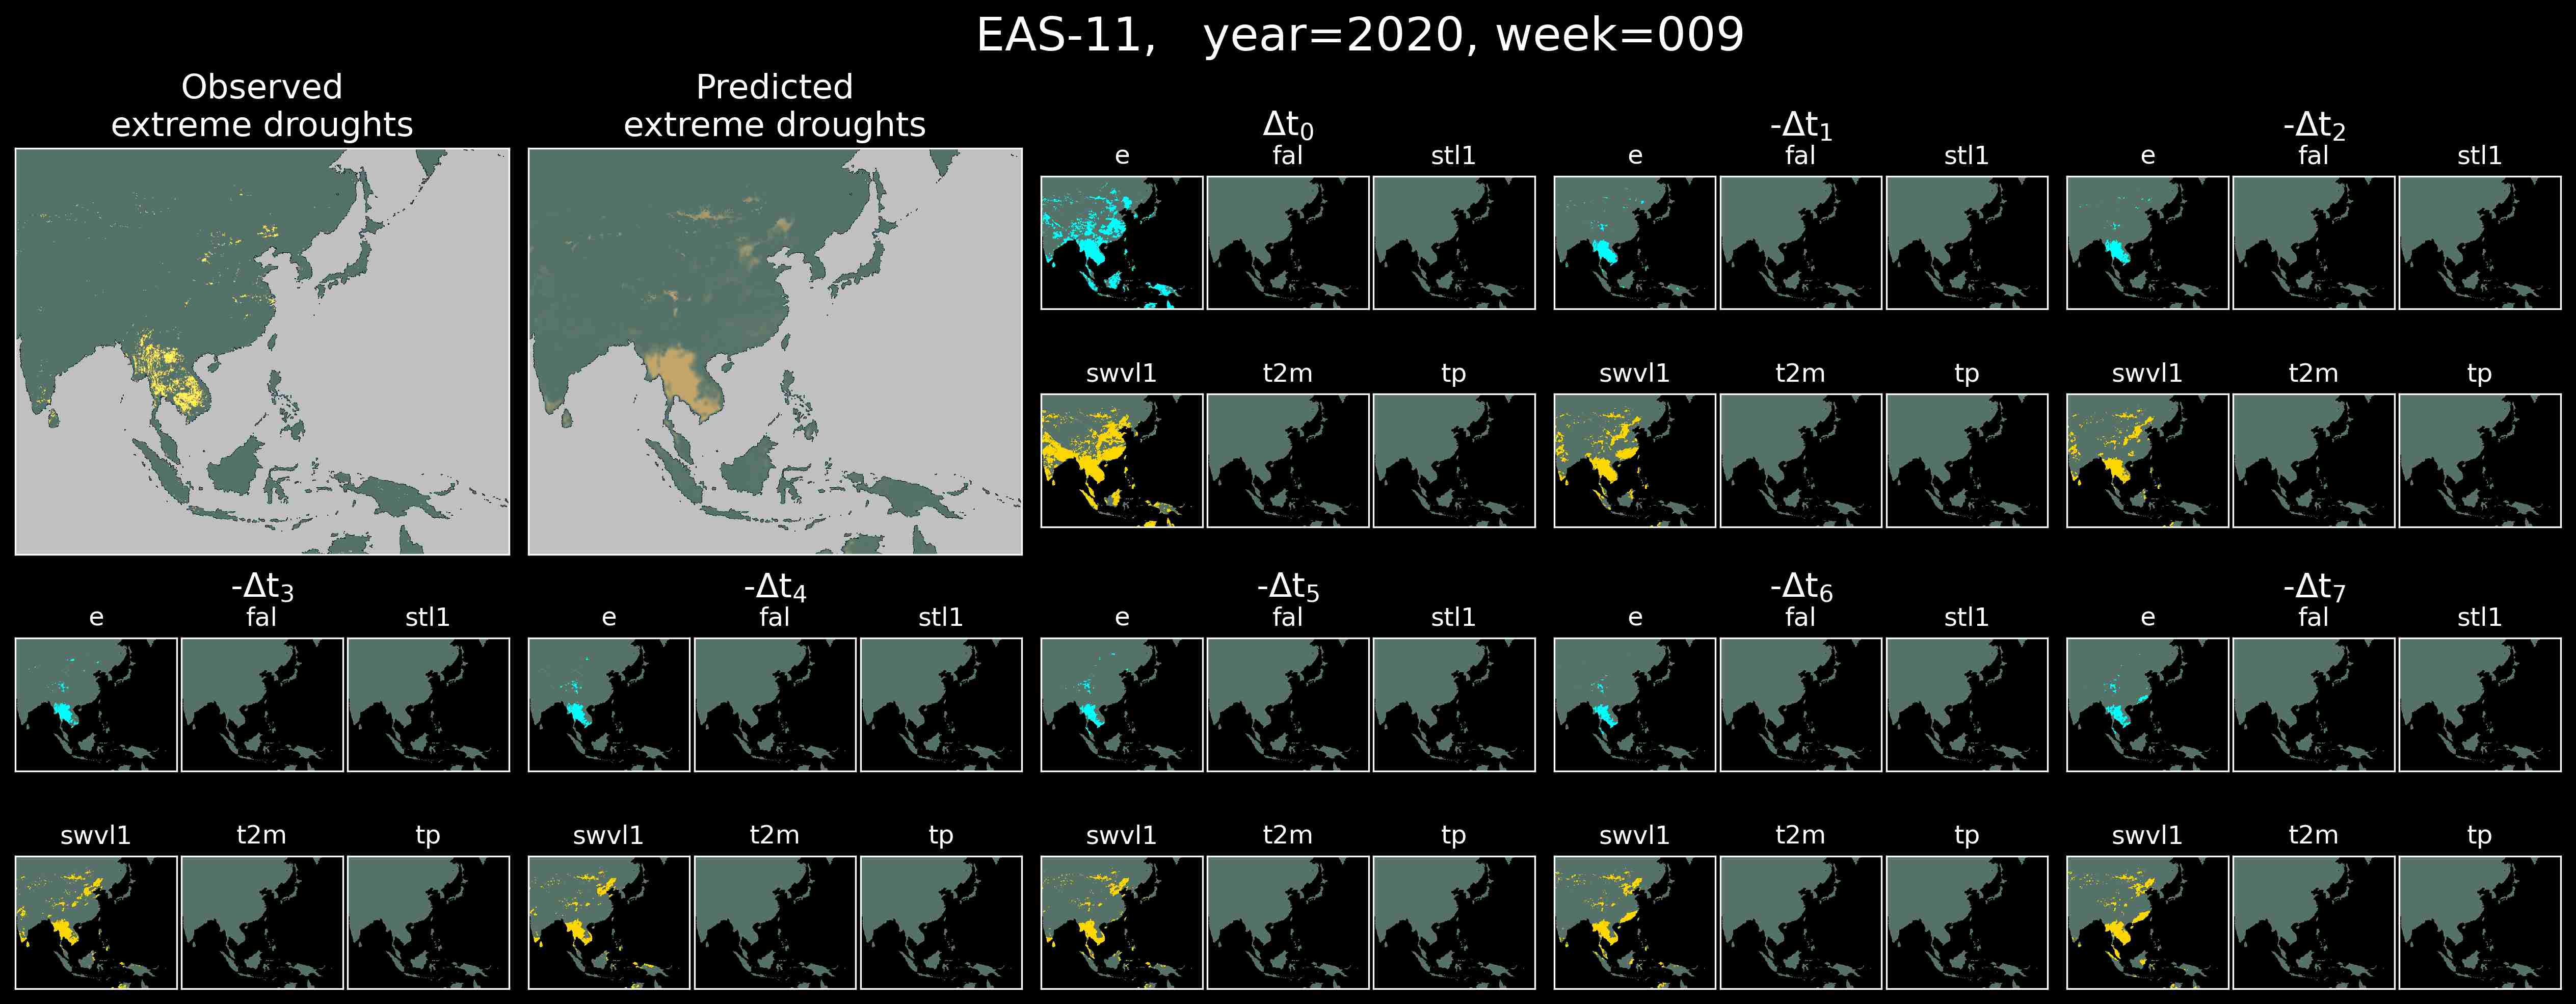 EAS-11,   year=2020, week=009
Observed
extreme droughts
Predicted
extreme droughts
Δt₀
e fal stl1
swvl1 t2m tp
-Δt₁
e fal stl1
swvl1 t2m tp
-Δt₂
e fal stl1
swvl1 t2m tp
-Δt₃
e fal stl1
swvl1 t2m tp
-Δt₄
e fal stl1
swvl1 t2m tp
-Δt₅
e fal stl1
swvl1 t2m tp
-Δt₆
e fal stl1
swvl1 t2m tp
-Δt₇
e fal stl1
swvl1 t2m tp